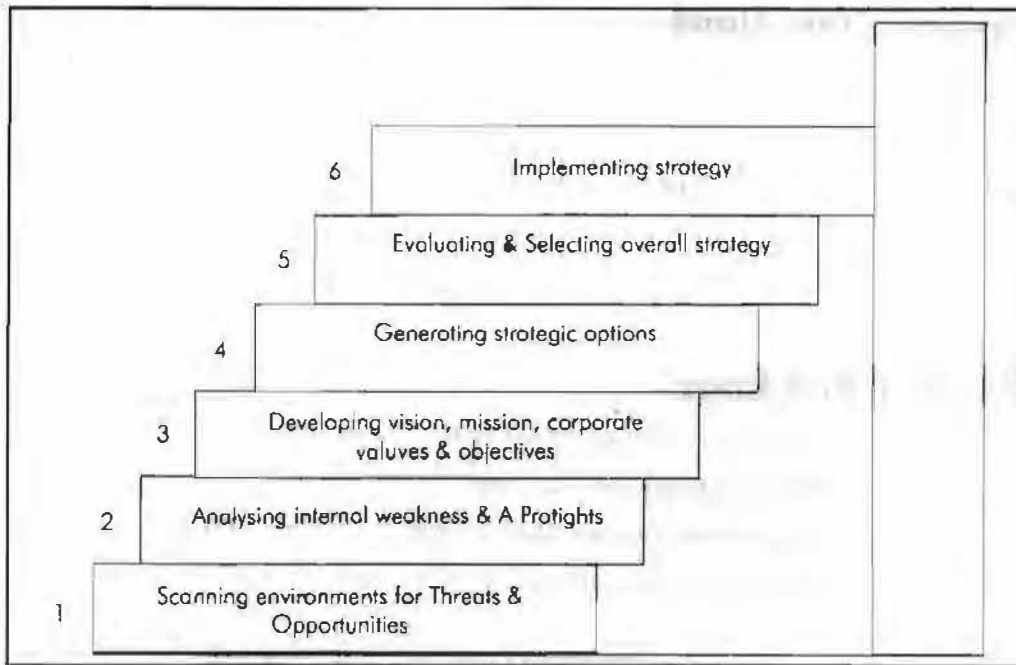 6
Implementing strategy
5
Evaluating & Selecting overall strategy
4
Generating strategic options
3
Developing vision, mission, corporate
valuves & objectives
2
Analysing internal weakness & A Protights
1
Scanning environments for Threats &
Opportunities